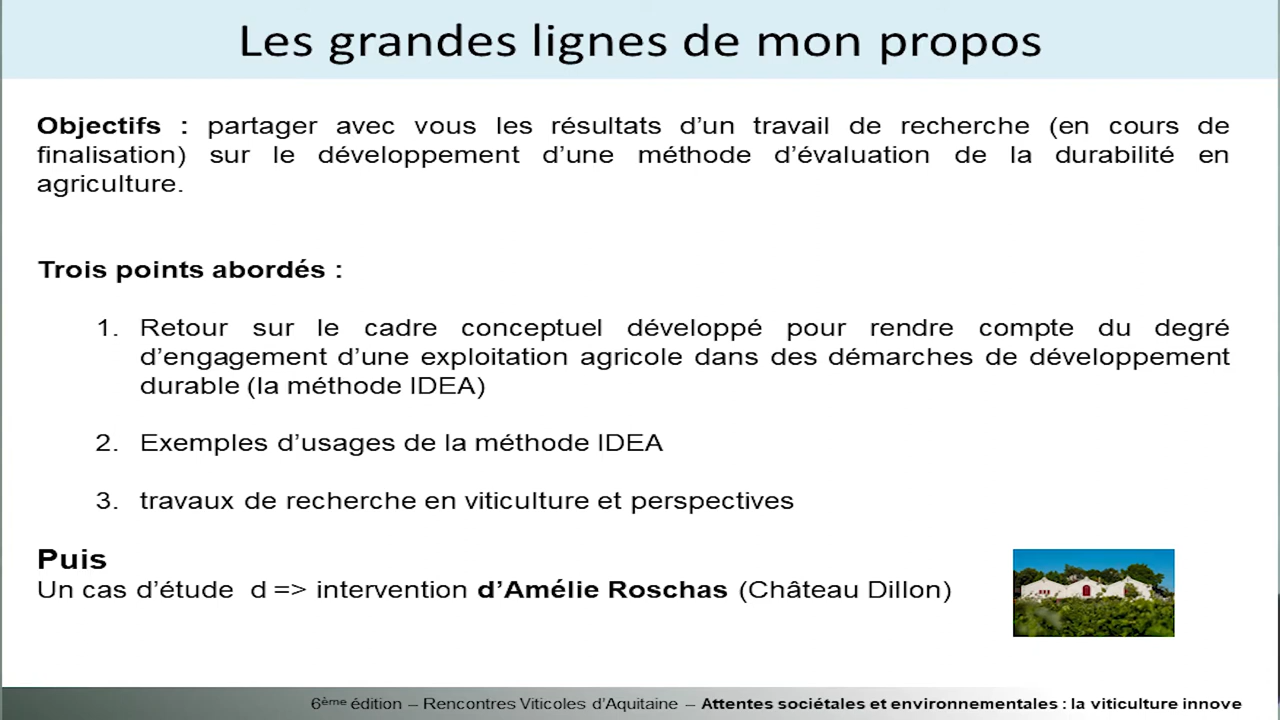 Les grandes lignes de mon propos
Objectifs : partager avec vous les résultats d’un travail de recherche (en cours de
finalisation) sur le développement d’une méthode d’évaluation de la durabilité en
agriculture.
Trois points abordés :
1. Retour sur le cadre conceptuel développé pour rendre compte du degré
d’engagement d’une exploitation agricole dans des démarches de développement
durable (la méthode IDEA)
2. Exemples d’usages de la méthode IDEA
3. travaux de recherche en viticulture et perspectives
Puis
Un cas d’étude d => intervention d’Amélie Roschas (Château Dillon)
6ème édition – Rencontres Viticoles d’Aquitaine – Attentes sociétales et environnementales : la viticulture innove